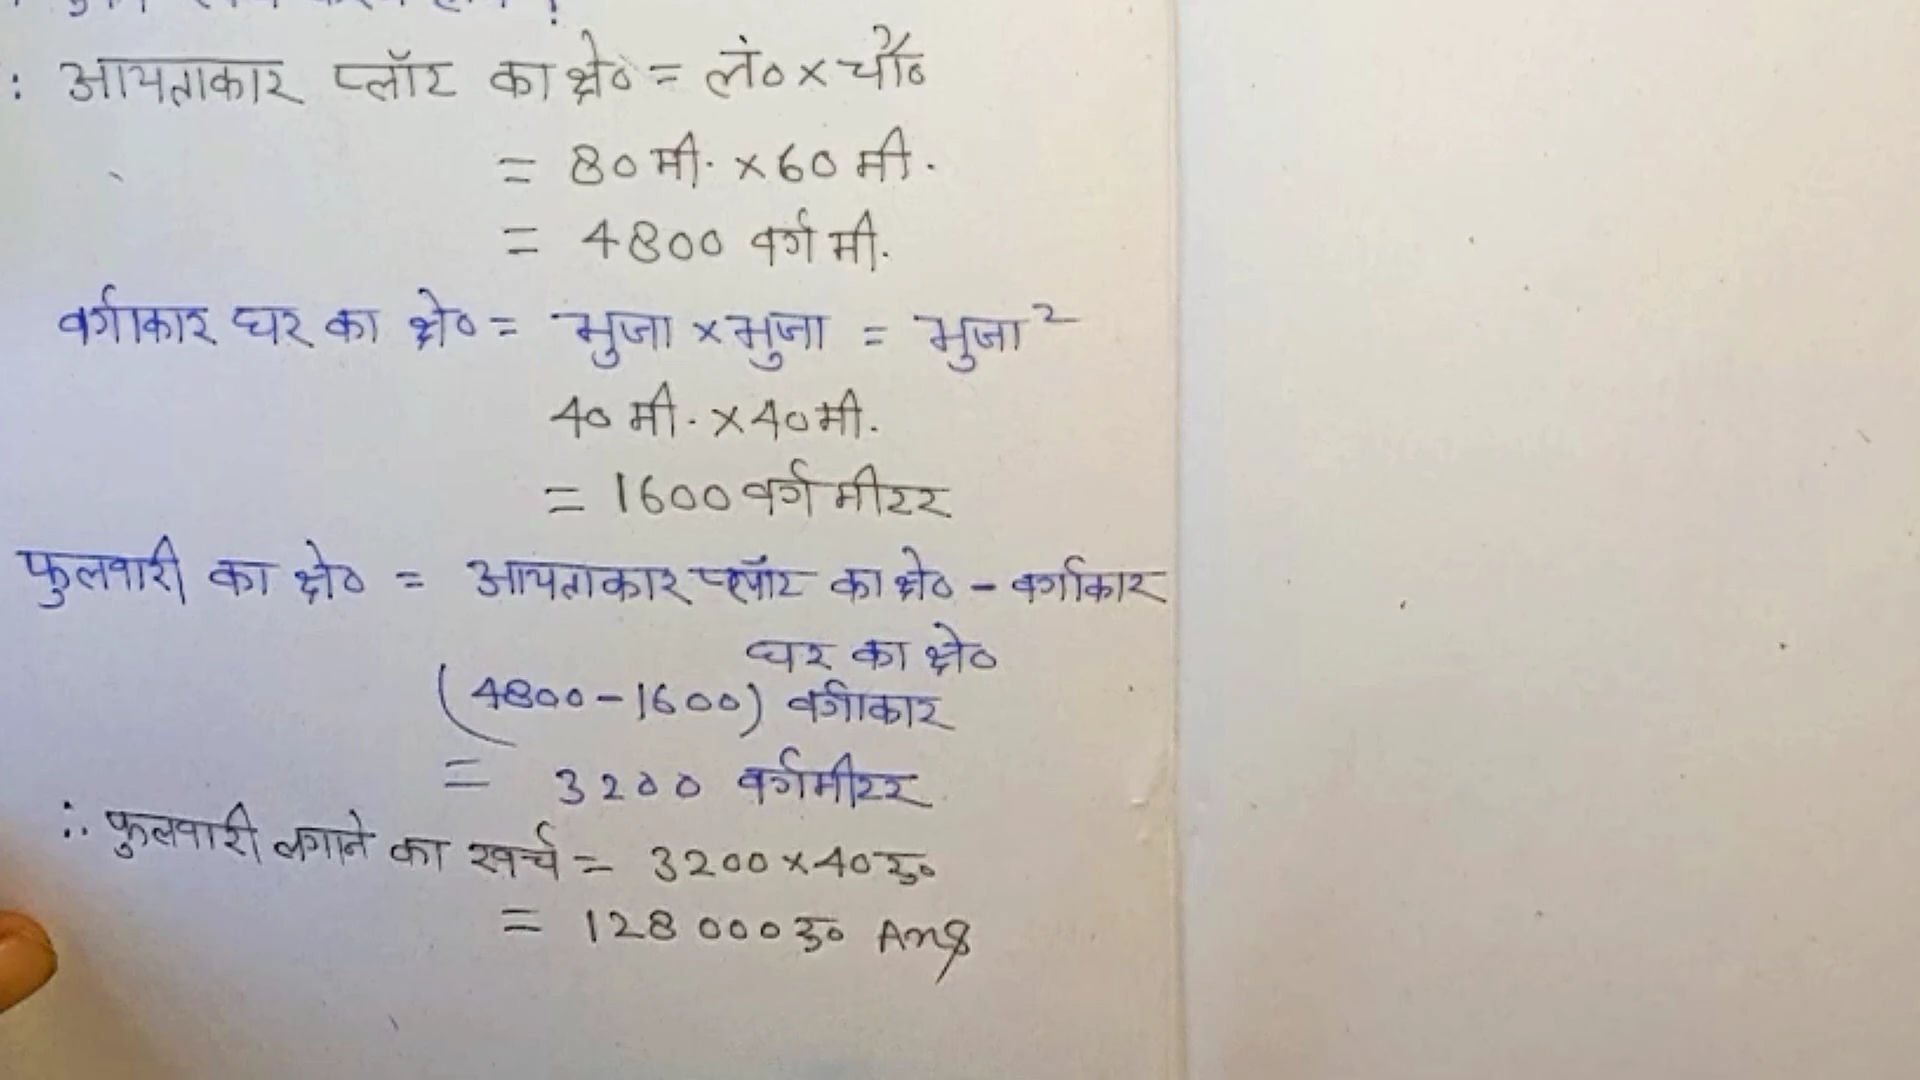 : आयताकार प्लॉट का क्षे० = लं० × चौ०
= 80 मी. × 60 मी.
= 4800 वर्ग मी.
वर्गाकार घर का क्षे० = भुजा × भुजा = भुजा²
40 मी. × 40 मी.
= 1600 वर्ग मीटर
फुलवारी का क्षे० = आयताकार प्लॉट का क्षे० - वर्गाकार
घर का क्षे०
(4800-1600) वर्गाकार
= 3200 वर्गमीटर
∴ फुलवारी लगाने का खर्च = 3200 × 40 रु०
= 128000 रु० Ans